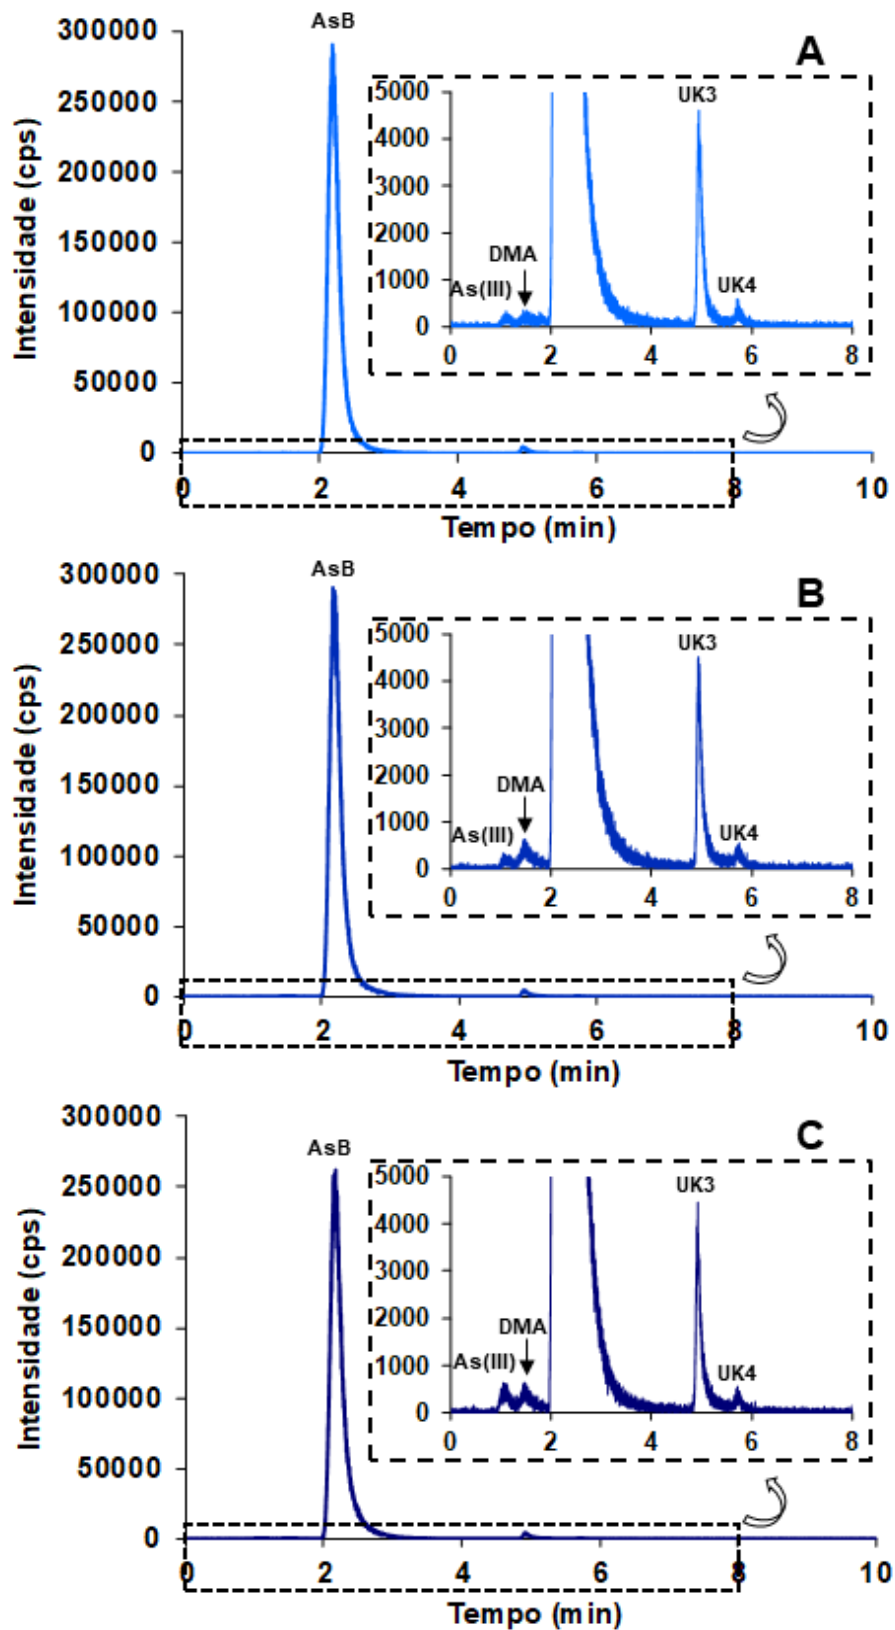 AsB
A
300000
250000
200000
150000
100000
50000
0
Intensidade (cps)
0 2 4 6 8 10
Tempo (min)
5000
4000
3000
2000
1000
0
UK3
DMA
As(III)
UK4
0 2 4 6 8
AsB
B
300000
250000
200000
150000
100000
50000
0
Intensidade (cps)
0 2 4 6 8 10
Tempo (min)
5000
4000
3000
2000
1000
0
UK3
DMA
As(III)
UK4
0 2 4 6 8
AsB
C
300000
250000
200000
150000
100000
50000
0
Intensidade (cps)
0 2 4 6 8 10
Tempo (min)
5000
4000
3000
2000
1000
0
UK3
DMA
As(III)
UK4
0 2 4 6 8